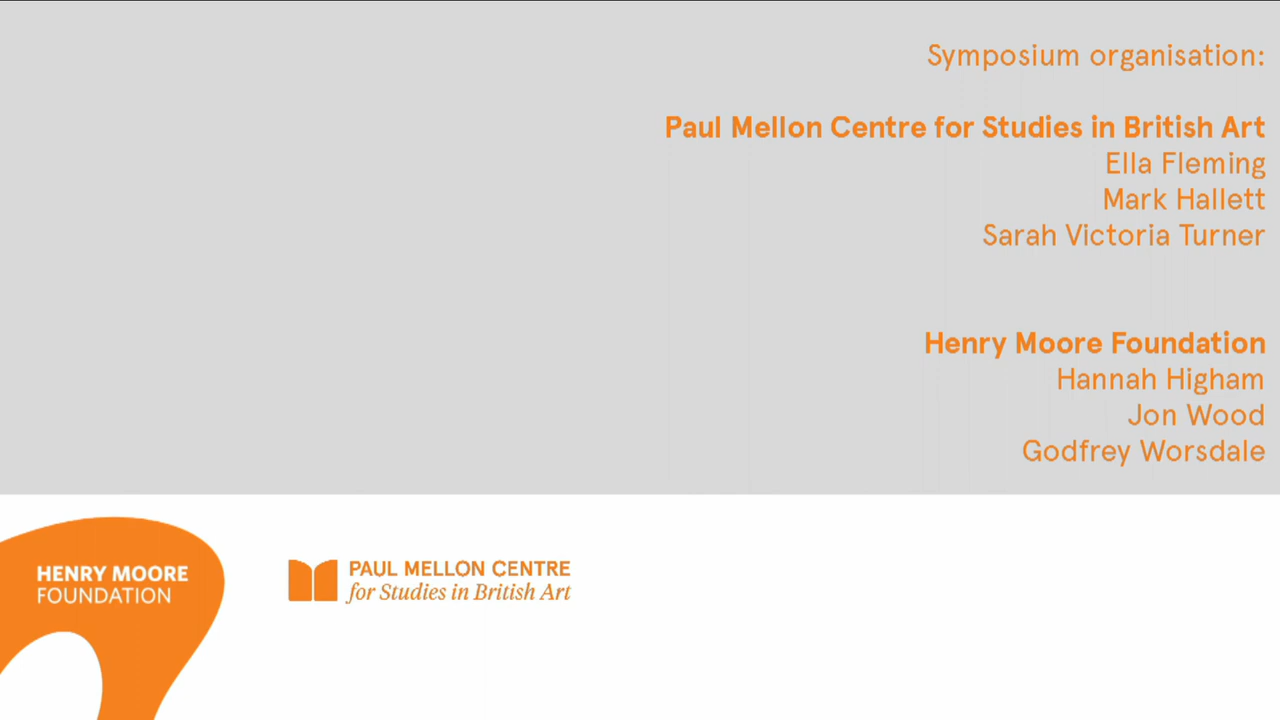 Symposium organisation:
Paul Mellon Centre for Studies in British Art
Ella Fleming
Mark Hallett
Sarah Victoria Turner
Henry Moore Foundation
Hannah Higham
Jon Wood
Godfrey Worsdale
HENRY MOORE
FOUNDATION
PAUL MELLON CENTRE
for Studies in British Art